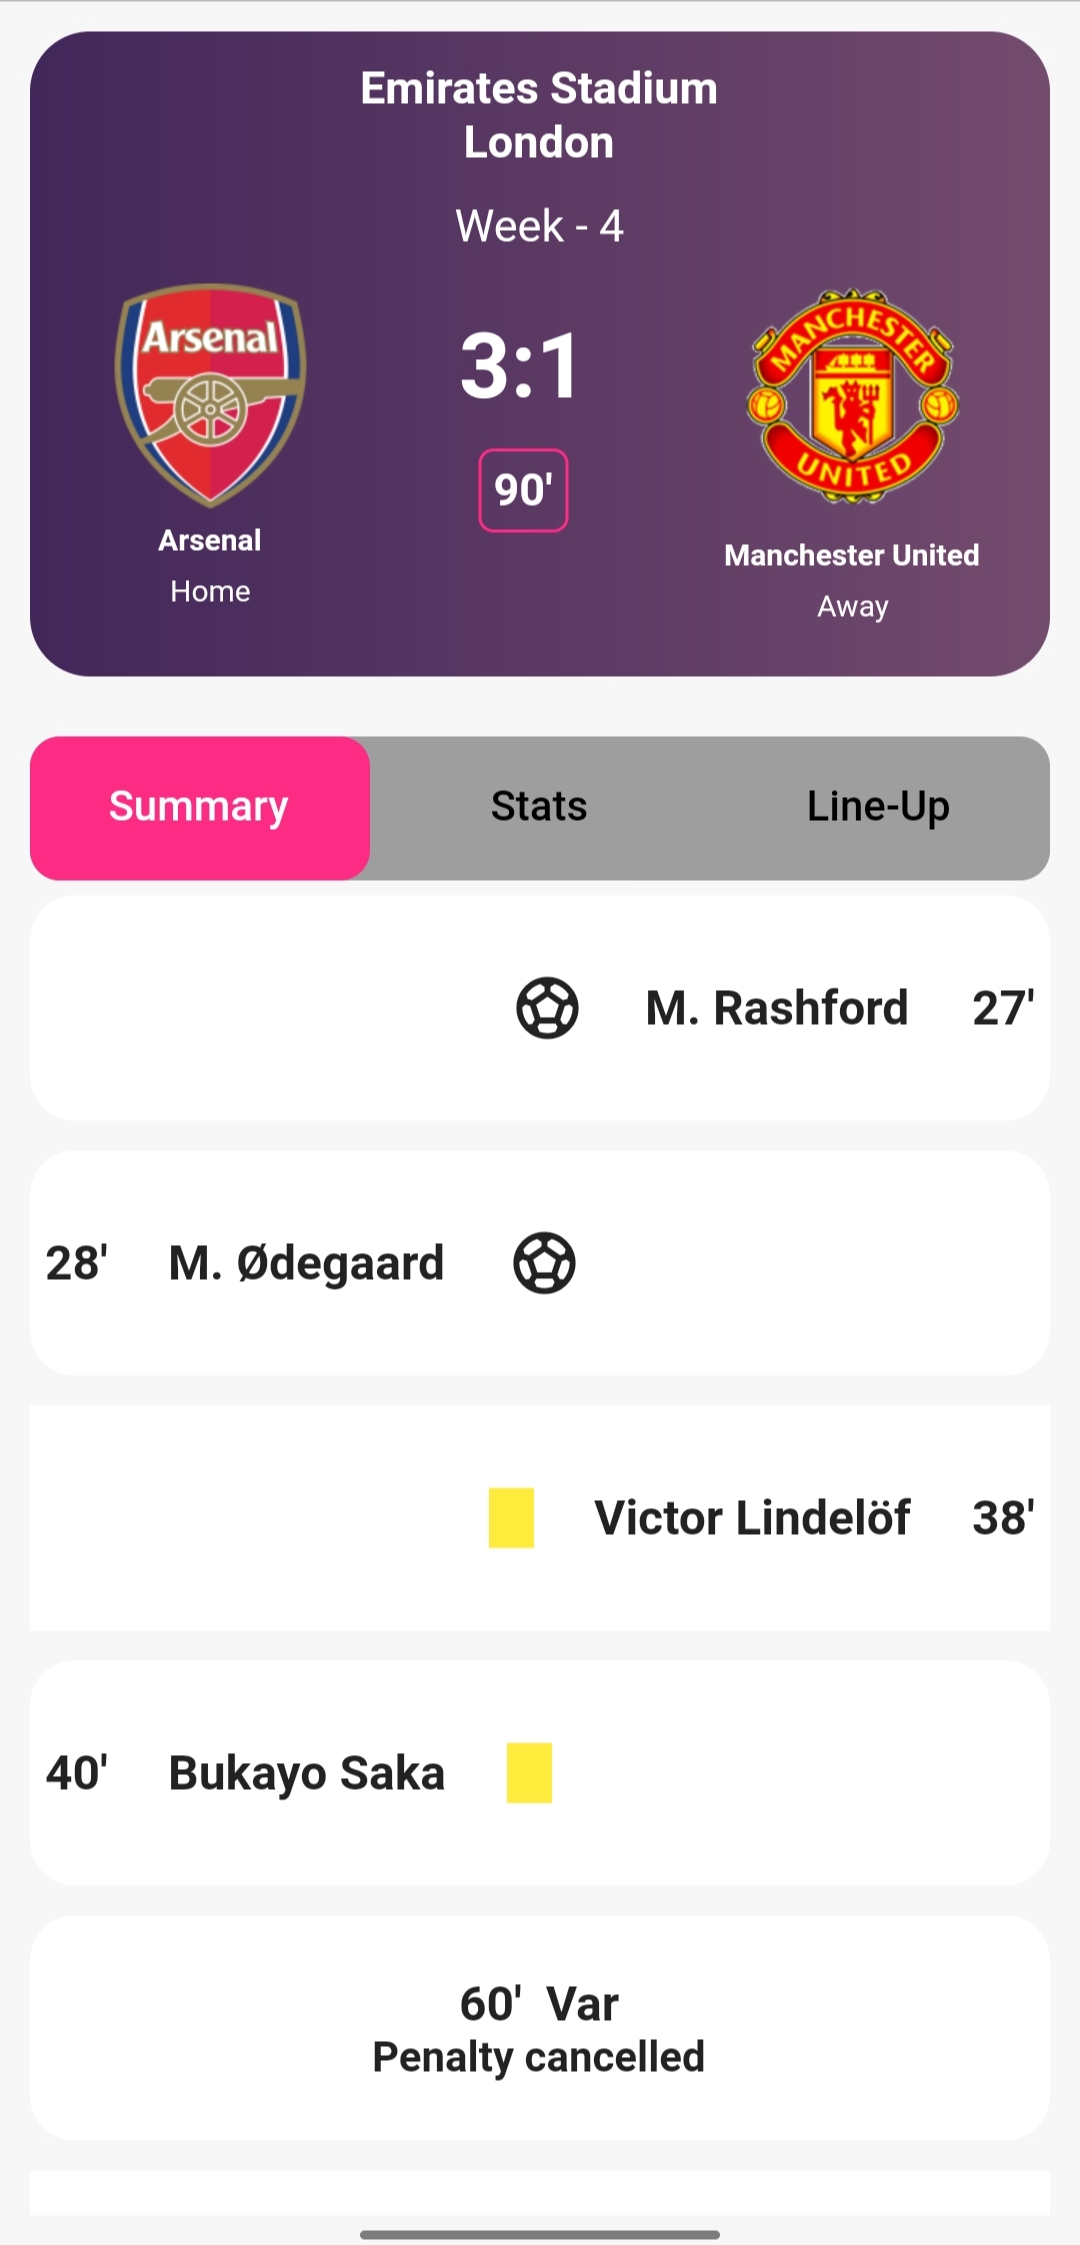 Emirates Stadium
London
Week - 4
Arsenal
MANCHESTER
UNITED
3:1
90'
Arsenal
Home
Manchester United
Away
Summary
Stats
Line-Up
M. Rashford 27'
28' M. Ødegaard
Victor Lindelöf 38'
40' Bukayo Saka
60' Var
Penalty cancelled